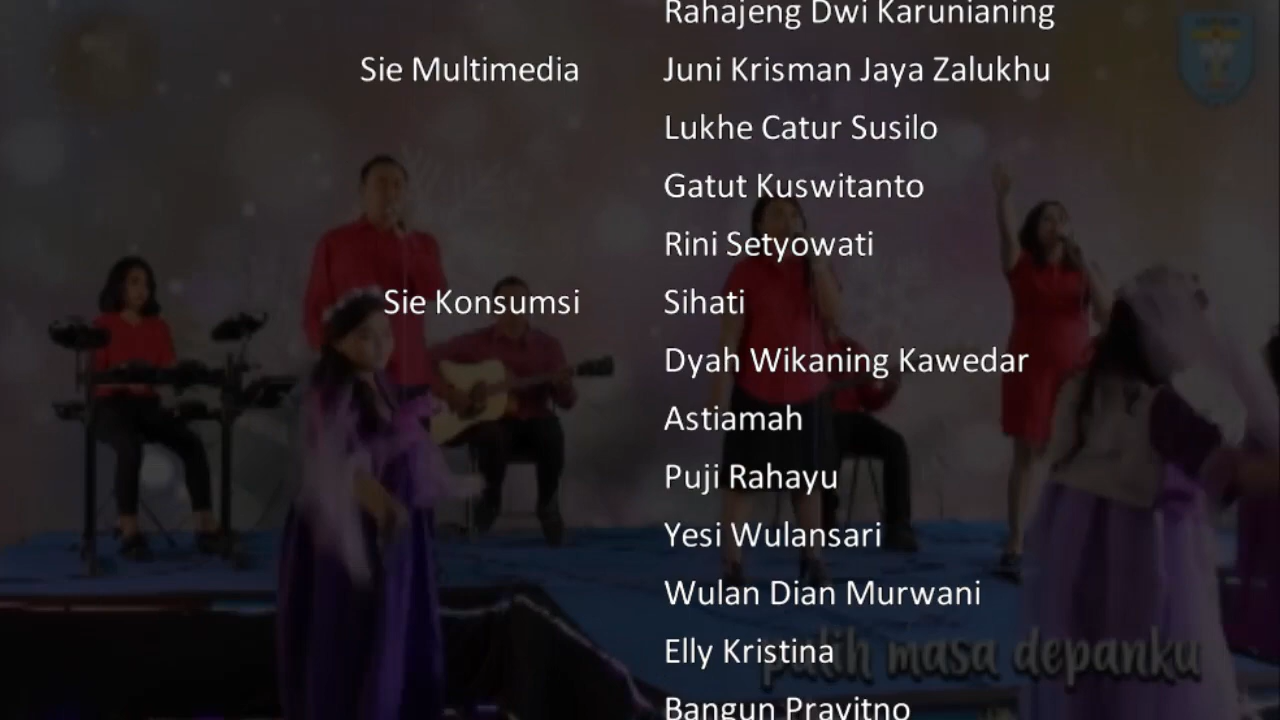 Rahajeng Dwi Karunianing
Sie Multimedia Juni Krisman Jaya Zalukhu
Lukhe Catur Susilo
Gatut Kuswitanto
Rini Setyowati
Sie Konsumsi Sihati
Dyah Wikaning Kawedar
Astiamah
Puji Rahayu
Yesi Wulansari
Wulan Dian Murwani
Elly Kristina
putih masa depanku
Bangun Prayitno